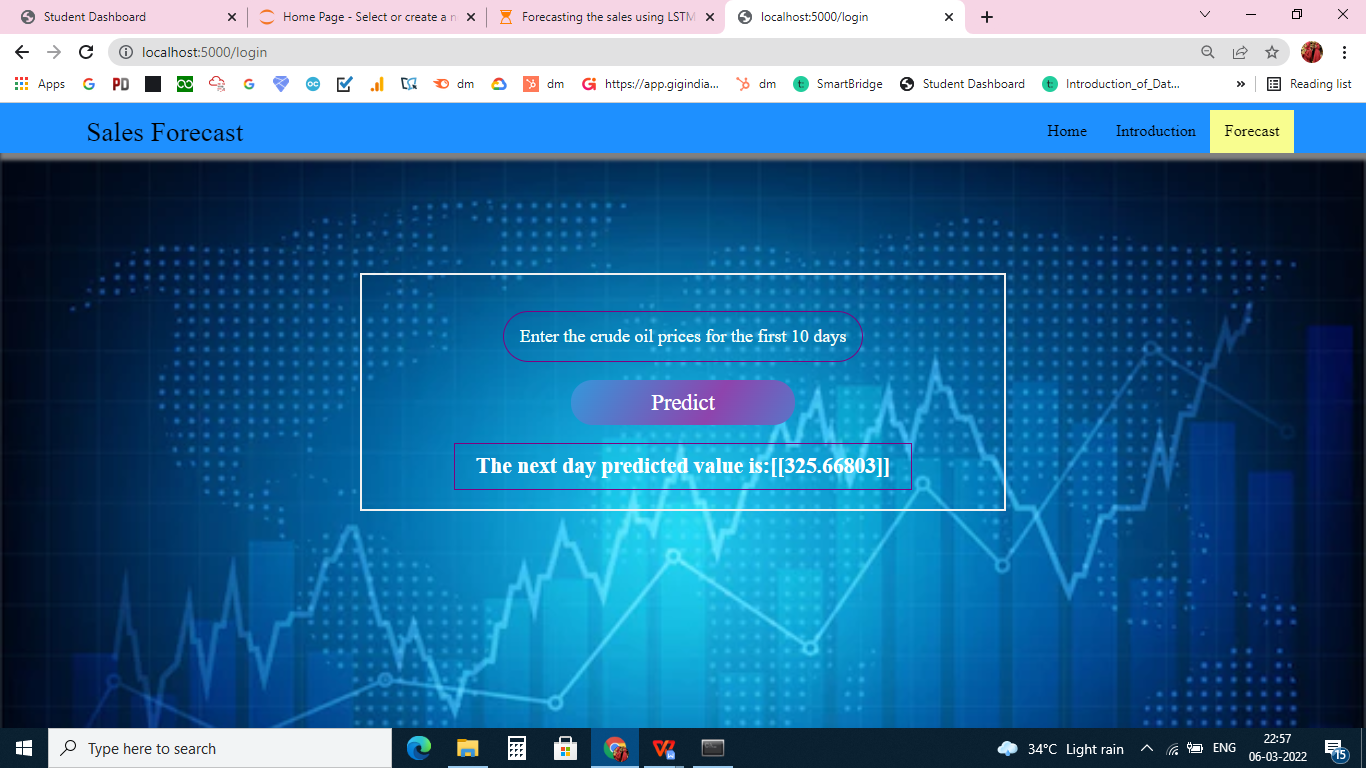 Student Dashboard
Home Page - Select or create a n
Forecasting the sales using LSTM
localhost:5000/login
localhost:5000/login
Apps
PD
dm
dm
https://app.gigindia...
dm
SmartBridge
Student Dashboard
Introduction_of_Dat...
»
Reading list
Sales Forecast
Home
Introduction
Forecast
Enter the crude oil prices for the first 10 days
Predict
The next day predicted value is:[[325.66803]]
Type here to search
34°C Light rain
ENG
22:57
06-03-2022
15